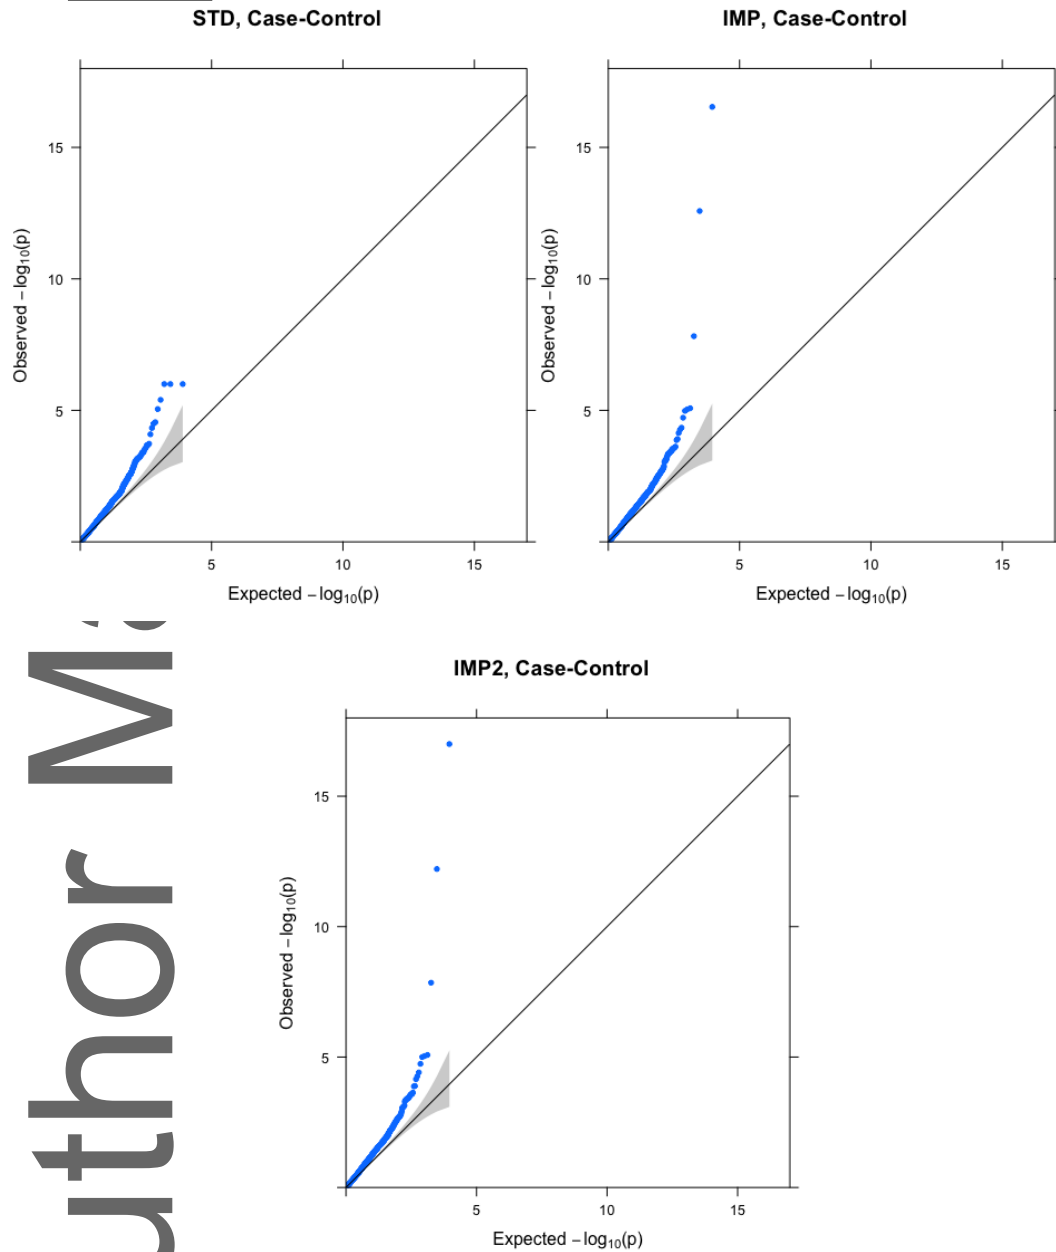 STD, Case-Control
15
10
5
5
10
15
Observed −log10(p)
Expected −log10(p)
IMP, Case-Control
15
10
5
5
10
15
Observed −log10(p)
Expected −log10(p)
IMP2, Case-Control
15
10
5
5
10
15
Observed −log10(p)
Expected −log10(p)
uthor Ma